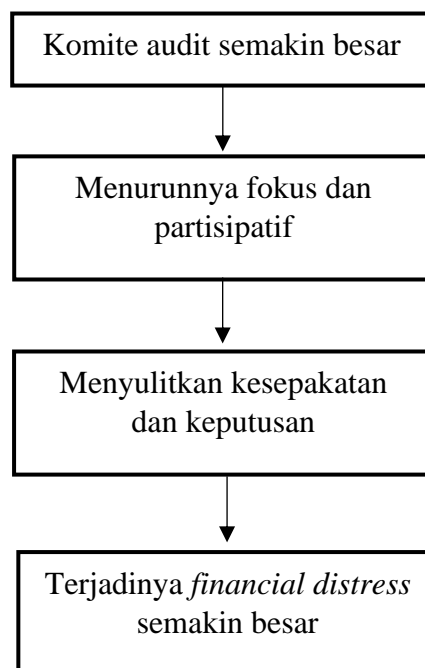 Komite audit semakin besar
Menurunnya fokus dan
partisipatif
Menyulitkan kesepakatan
dan keputusan
Terjadinya financial distress
semakin besar